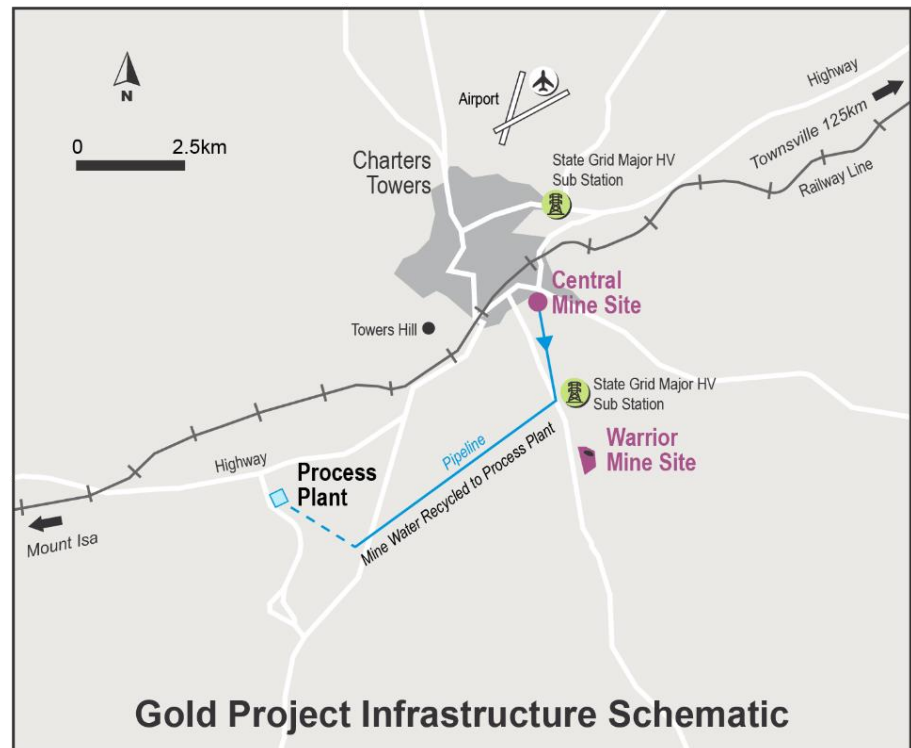 N
0 2.5km
Airport
Highway
Townsville 125km
Railway Line
Charters
Towers
State Grid Major HV
Sub Station
Central
Mine Site
Towers Hill
State Grid Major HV
Sub Station
Warrior
Mine Site
Pipeline
Mine Water Recycled to Process Plant
Highway
Process
Plant
Mount Isa
Gold Project Infrastructure Schematic